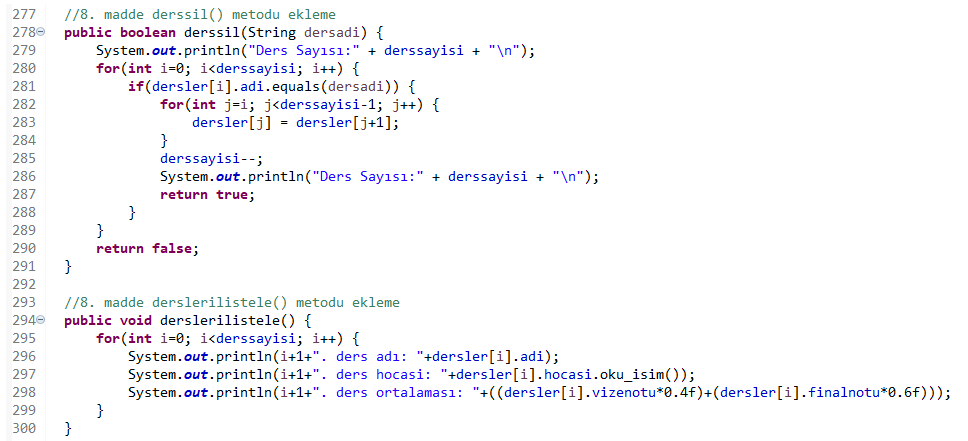 277 //8. madde derssil() metodu ekleme
278 public boolean derssil(String dersadi) {
279     System.out.println("Ders Sayısı:" + derssayisi + "\n");
280     for(int i=0; i<derssayisi; i++) {
281         if(dersler[i].adi.equals(dersadi)) {
282             for(int j=i; j<derssayisi-1; j++) {
283                 dersler[j] = dersler[j+1];
284             }
285             derssayisi--;
286             System.out.println("Ders Sayısı:" + derssayisi + "\n");
287             return true;
288         }
289     }
290     return false;
291 }
292
293 //8. madde derslerilistele() metodu ekleme
294 public void derslerilistele() {
295     for(int i=0; i<derssayisi; i++) {
296         System.out.println(i+1+". ders adı: "+dersler[i].adi);
297         System.out.println(i+1+". ders hocasi: "+dersler[i].hocasi.oku_isim());
298         System.out.println(i+1+". ders ortalaması: "+((dersler[i].vizenotu*0.4f)+(dersler[i].finalnotu*0.6f)));
299     }
300 }